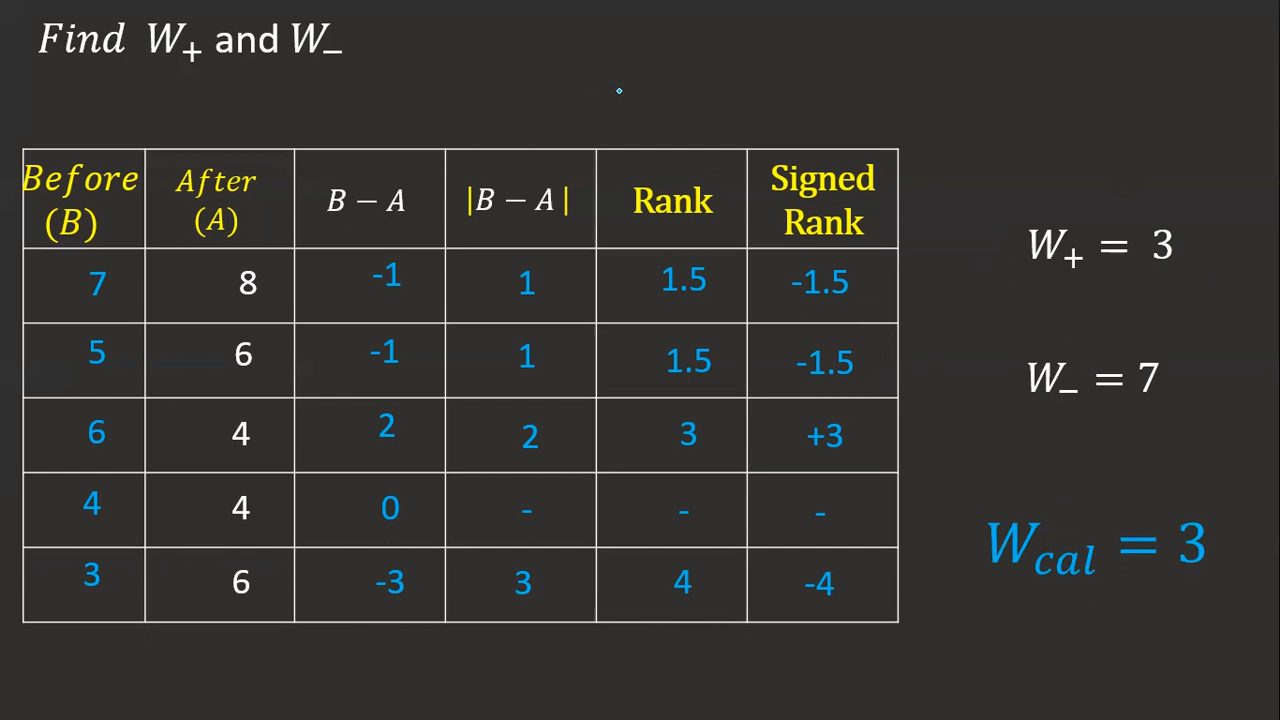 Find W₊ and W₋
Before (B) After (A) B − A |B − A| Rank Signed Rank
7 8 -1 1 1.5 -1.5
5 6 -1 1 1.5 -1.5
6 4 2 2 3 +3
4 4 0 - - -
3 6 -3 3 4 -4
W₊ = 3
W₋ = 7
W_cal = 3